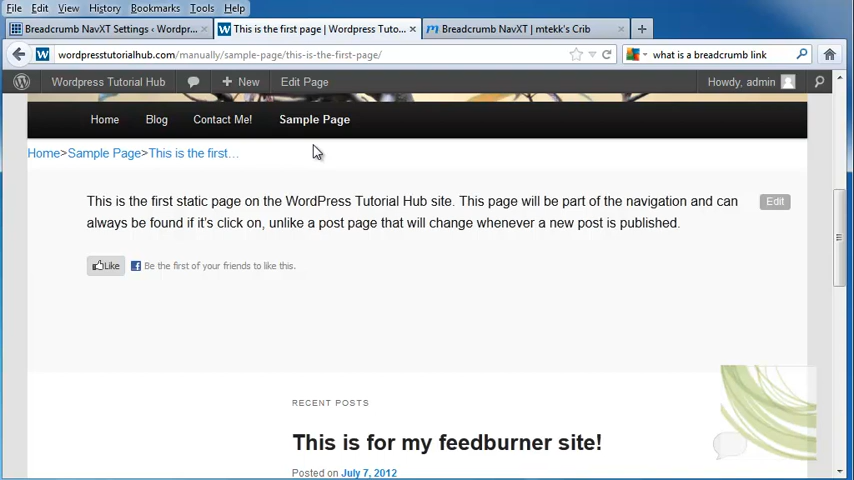 File Edit View History Bookmarks Tools Help
Breadcrumb NavXT Settings ‹ Wordpr... × This is the first page | Wordpress Tuto... × Breadcrumb NavXT | mtekk's Crib ×
wordpresstutorialhub.com/manually/sample-page/this-is-the-first-page/ what is a breadcrumb link
Wordpress Tutorial Hub + New Edit Page Howdy, admin
Home Blog Contact Me! Sample Page
Home>Sample Page>This is the first...
This is the first static page on the WordPress Tutorial Hub site. This page will be part of the navigation and can
always be found if it's click on, unlike a post page that will change whenever a new post is published.
Edit
Like Be the first of your friends to like this.
RECENT POSTS
This is for my feedburner site!
Posted on July 7, 2012